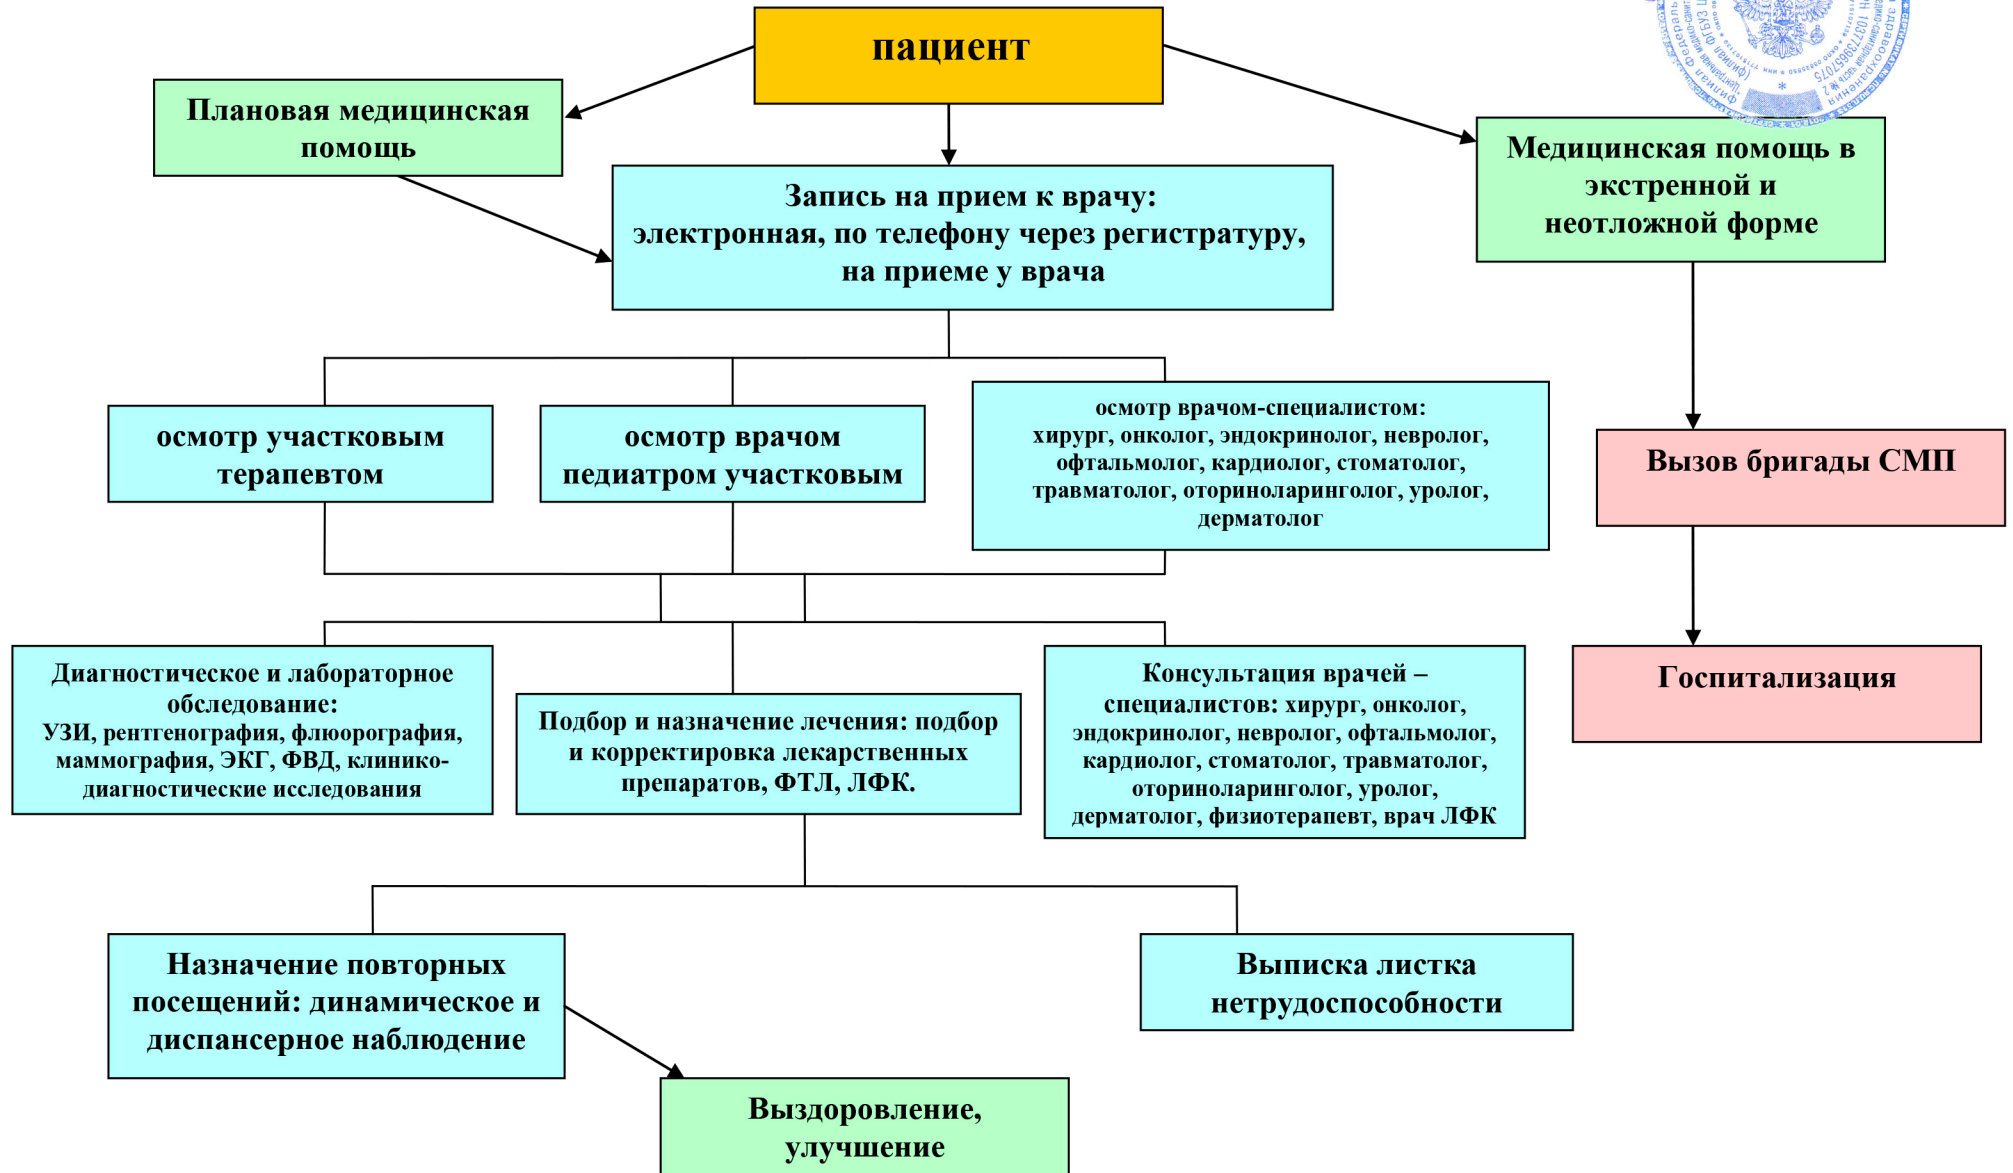 пациент
Плановая медицинская
помощь
Запись на прием к врачу:
электронная, по телефону через регистратуру,
на приеме у врача
Медицинская помощь в
экстренной и
неотложной форме
осмотр участковым
терапевтом
осмотр врачом
педиатром участковым
осмотр врачом-специалистом:
хирург, онколог, эндокринолог, невролог,
офтальмолог, кардиолог, стоматолог,
травматолог, оториноларинголог, уролог,
дерматолог
Вызов бригады СМП
Диагностическое и лабораторное
обследование:
УЗИ, рентгенография, флюорография,
маммография, ЭКГ, ФВД, клинико-
диагностические исследования
Подбор и назначение лечения: подбор
и корректировка лекарственных
препаратов, ФТЛ, ЛФК.
Консультация врачей –
специалистов: хирург, онколог,
эндокринолог, невролог, офтальмолог,
кардиолог, стоматолог, травматолог,
оториноларинголог, уролог,
дерматолог, физиотерапевт, врач ЛФК
Госпитализация
Назначение повторных
посещений: динамическое и
диспансерное наблюдение
Выписка листка
нетрудоспособности
Выздоровление,
улучшение